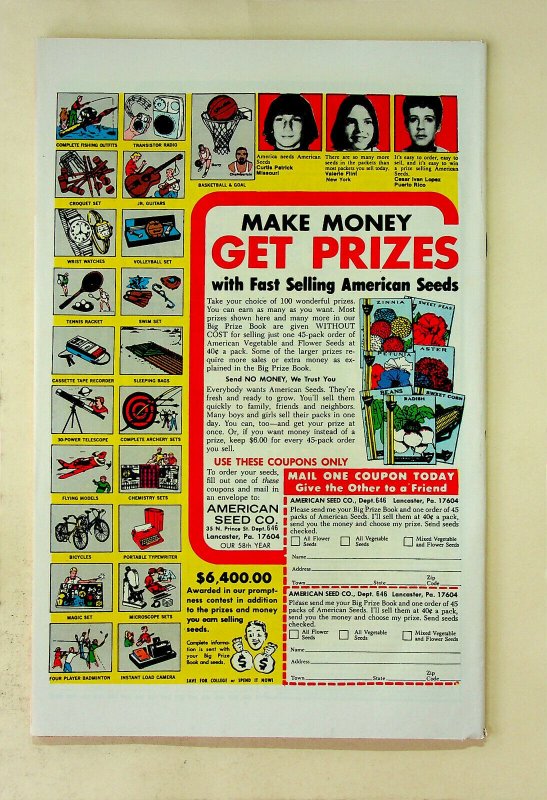 COMPLETE FISHING OUTFITS
TRANSISTOR RADIO
CROQUET SET
JR. GUITARS
WRIST WATCHES
VOLLEYBALL SET
TENNIS RACKET
SWIM SET
CASSETTE TAPE RECORDER
SLEEPING BAGS
30-POWER TELESCOPE
COMPLETE ARCHERY SETS
FLYING MODELS
CHEMISTRY SETS
BICYCLES
PORTABLE TYPEWRITER
MAGIC SET
MICROSCOPE SETS
FOUR PLAYER BADMINTON
INSTANT LOAD CAMERA
BASKETBALL & GOAL
America needs American
Seeds
Curtis Patrick
Missouri
There are so many more
seeds in the packets than
most packets you sell today.
Valerie Flint
New York
It's easy to order, easy to
sell, and it's easy to win
a prize selling American
Seeds.
Cesar Ivan Lopez
Puerto Rico
MAKE MONEY
GET PRIZES
with Fast Selling American Seeds
Take your choice of 100 wonderful prizes.
You can earn as many as you want. Most
prizes shown here and many more in our
Big Prize Book are given WITHOUT
COST for selling just one 45-pack order of
American Vegetable and Flower Seeds at
40¢ a pack. Some of the larger prizes re-
quire more sales or extra money as ex-
plained in the Big Prize Book.
Send NO MONEY, We Trust You
Everybody wants American Seeds. They're
fresh and ready to grow. You'll sell them
quickly to family, friends and neighbors.
Many boys and girls sell their packs in one
day. You can, too—and get your prize at
once. Or, if you want money instead of a
prize, keep $6.00 for every 45-pack order
you sell.
ZINNIA
SWEET PEAS
PETUNIA
ASTER
BEANS
RADISH
SWEET CORN
USE THESE COUPONS ONLY
To order your seeds,
fill out one of these
coupons and mail in
an envelope to:
AMERICAN
SEED CO.
35 N. Prince St. Dept. 646
Lancaster, Pa. 17604
OUR 58th YEAR
MAIL ONE COUPON TODAY
Give the Other to a Friend
AMERICAN SEED CO., Dept. 646 Lancaster, Pa. 17604
Please send me your Big Prize Book and one order of 45
packs of American Seeds. I'll sell them at 40¢ a pack,
send you the money and choose my prize. Send seeds
checked.
All Flower
Seeds
All Vegetable
Seeds
Mixed Vegetable
and Flower Seeds
Name
Address
Town State Zip Code
AMERICAN SEED CO., Dept. 646 Lancaster, Pa. 17604
Please send me your Big Prize Book and one order of 45
packs of American Seeds. I'll sell them at 40¢ a pack,
send you the money and choose my prize. Send seeds
checked.
All Flower
Seeds
All Vegetable
Seeds
Mixed Vegetable
and Flower Seeds
Name
Address
Town State Zip Code
$6,400.00
Awarded in our prompt-
ness contest in addition
to the prizes and money
you earn selling
seeds.
Complete informa-
tion is sent with
your Big Prize
Book and seeds.
SAVE FOR COLLEGE or SPEND IT NOW!